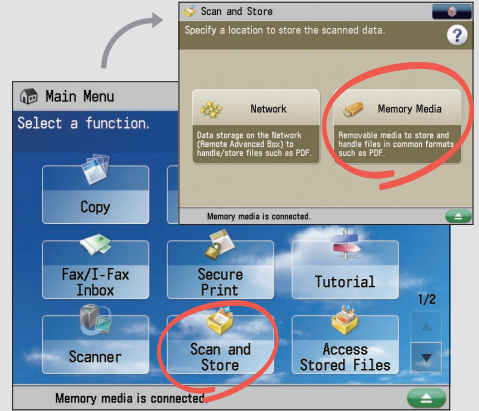 Scan and Store
Specify a location to store the scanned data.
?
Network
Data storage on the Network
(Remote Advanced Box) to
handle/store files such as PDF.
Memory Media
Removable media to store and
handle files in common formats
such as PDF.
Memory media is connected.
Main Menu
Select a function.
Copy
Fax/I-Fax
Inbox
Secure
Print
Tutorial
1/2
Scanner
Scan and
Store
Access
Stored Files
Memory media is connected.